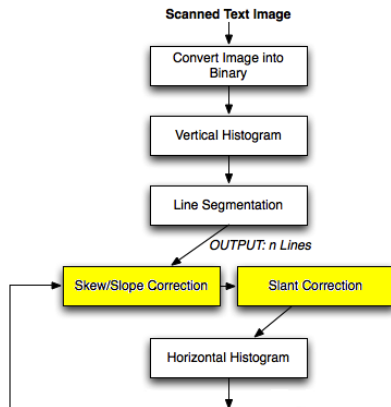 Scanned Text Image
Convert Image into
Binary
Vertical Histogram
Line Segmentation
OUTPUT: n Lines
Skew/Slope Correction
Slant Correction
Horizontal Histogram